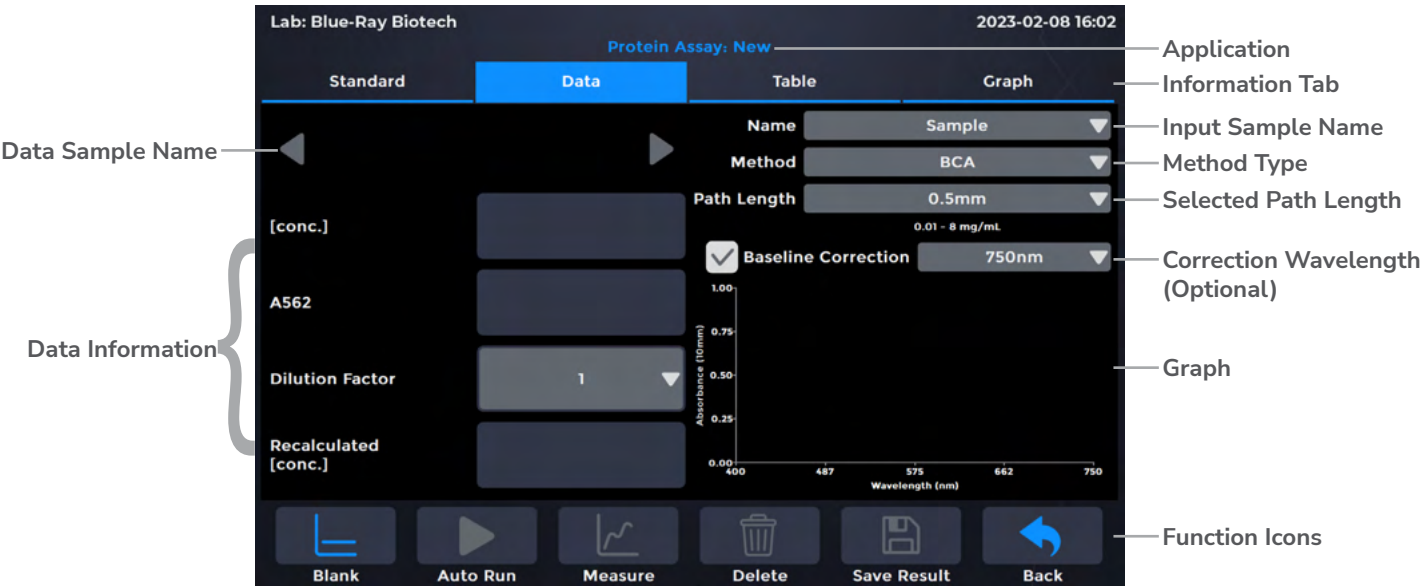 Lab: Blue-Ray Biotech
2023-02-08 16:02
Protein Assay: New
Application
Standard
Data
Table
Graph
Information Tab
Data Sample Name
Name
Sample
Input Sample Name
Method
BCA
Method Type
Path Length
0.5mm
Selected Path Length
0.01 - 8 mg/mL
[conc.]
Baseline Correction
750nm
Correction Wavelength
(Optional)
Data Information
A562
Dilution Factor
1
Recalculated
[conc.]
Absorbance (10mm)
1.00
0.75
0.50
0.25
0.00
400
487
575
662
750
Wavelength (nm)
Graph
Blank
Auto Run
Measure
Delete
Save Result
Back
Function Icons